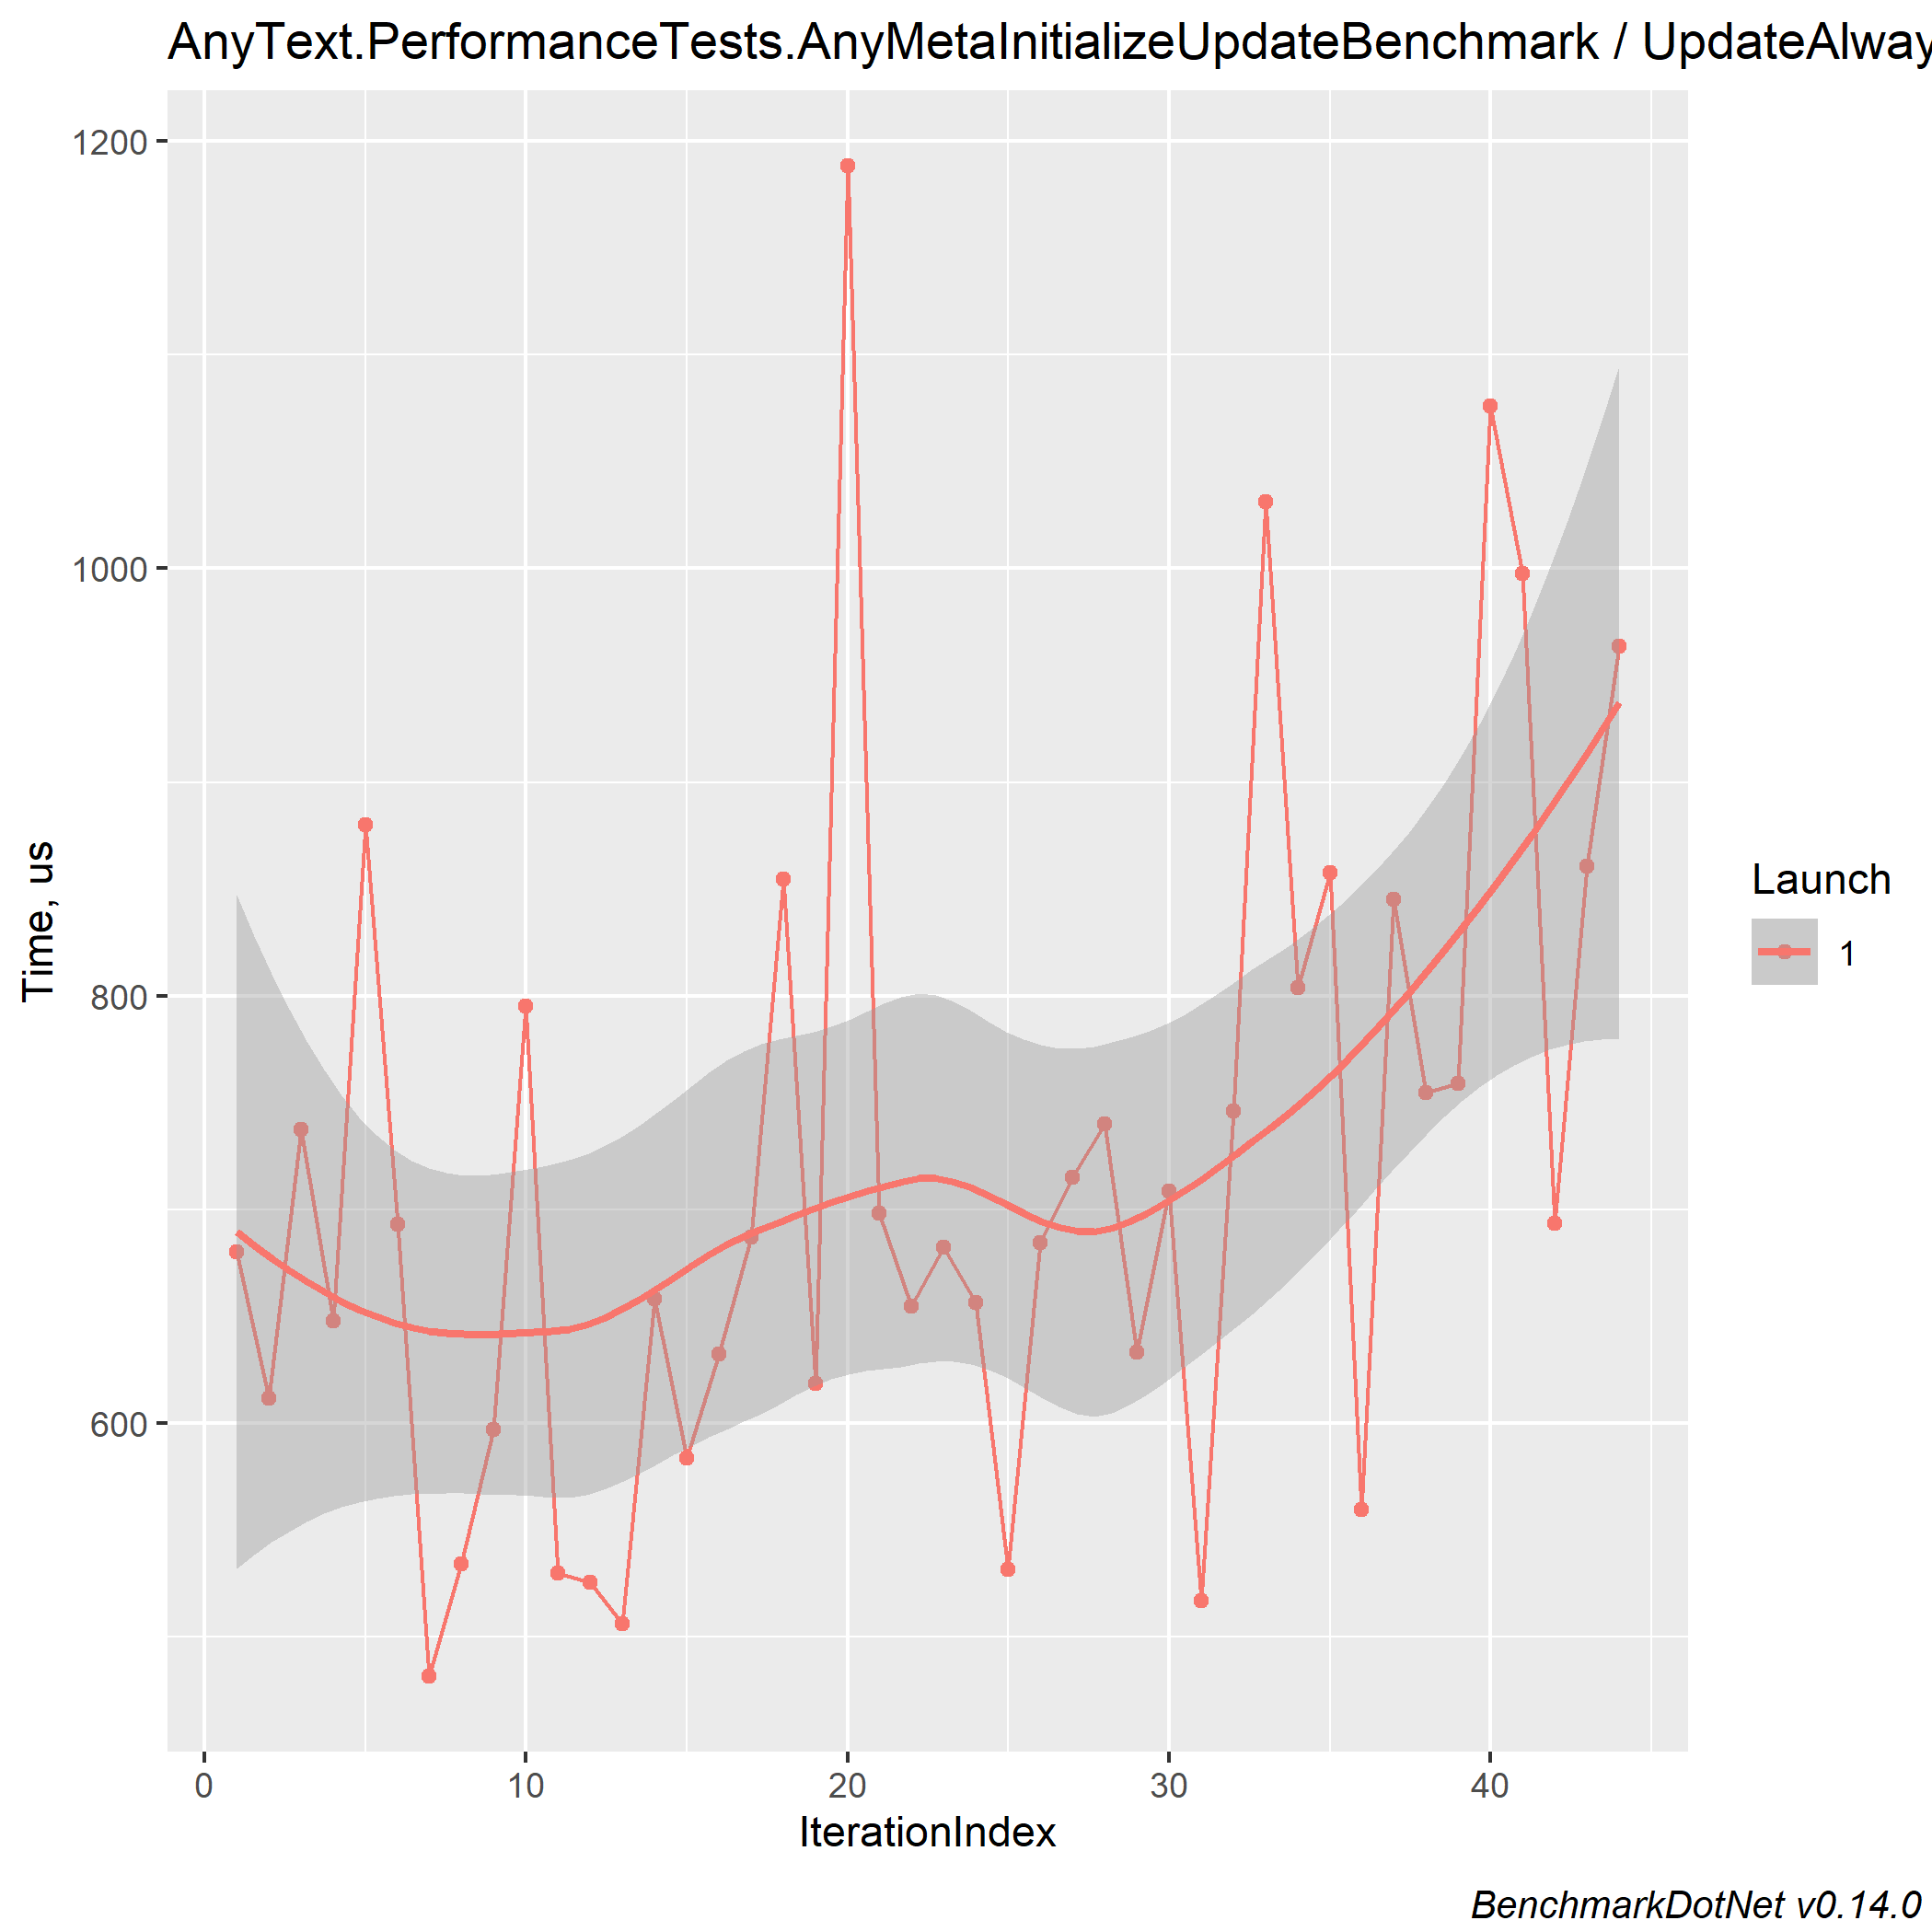 AnyText.PerformanceTests.AnyMetaInitializeUpdateBenchmark / UpdateAlway
1200
1000
800
600
Time, us
0 10 20 30 40
IterationIndex
Launch
1
BenchmarkDotNet v0.14.0